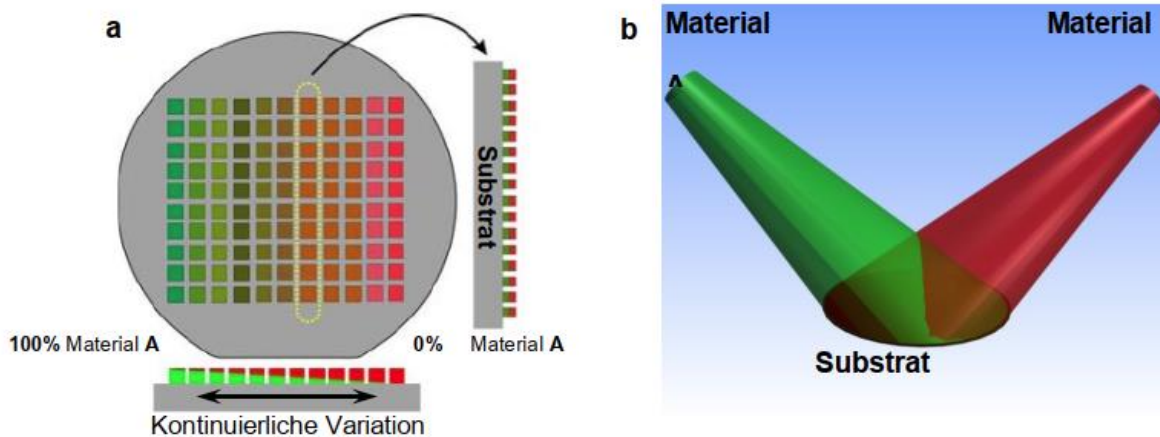 a
Substrat
100% Material A
0% Material A
Kontinuierliche Variation
b
Material Material
A
Substrat